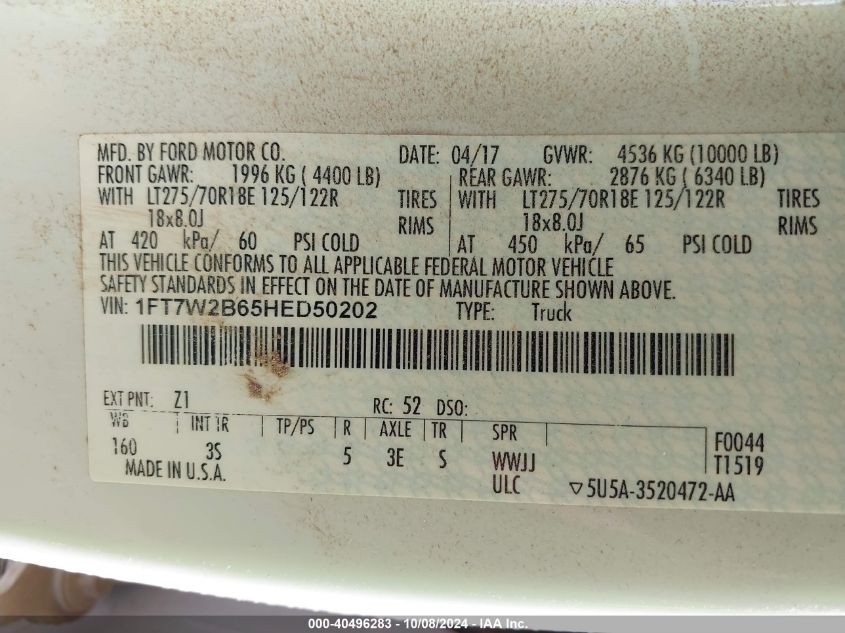 MFD. BY FORD MOTOR CO. DATE: 04/17 GVWR: 4536 KG (10000 LB)
FRONT GAWR: 1996 KG ( 4400 LB) REAR GAWR: 2876 KG ( 6340 LB)
WITH LT275/70R18E 125/122R TIRES WITH LT275/70R18E 125/122R TIRES
18x8.0J RIMS 18x8.0J RIMS
AT 420 kPa/ 60 PSI COLD AT 450 kPa/ 65 PSI COLD
THIS VEHICLE CONFORMS TO ALL APPLICABLE FEDERAL MOTOR VEHICLE
SAFETY STANDARDS IN EFFECT ON THE DATE OF MANUFACTURE SHOWN ABOVE.
VIN: 1FT7W2B65HED50202 TYPE: Truck
EXT PNT: Z1 RC: 52 DSO:
WB INT TR TP/PS R AXLE TR SPR F0044
160 3S 5 3E S WWJJ T1519
MADE IN U.S.A. ULC ▽5U5A-3520472-AA
000-40496283 - 10/08/2024 - IAA Inc.